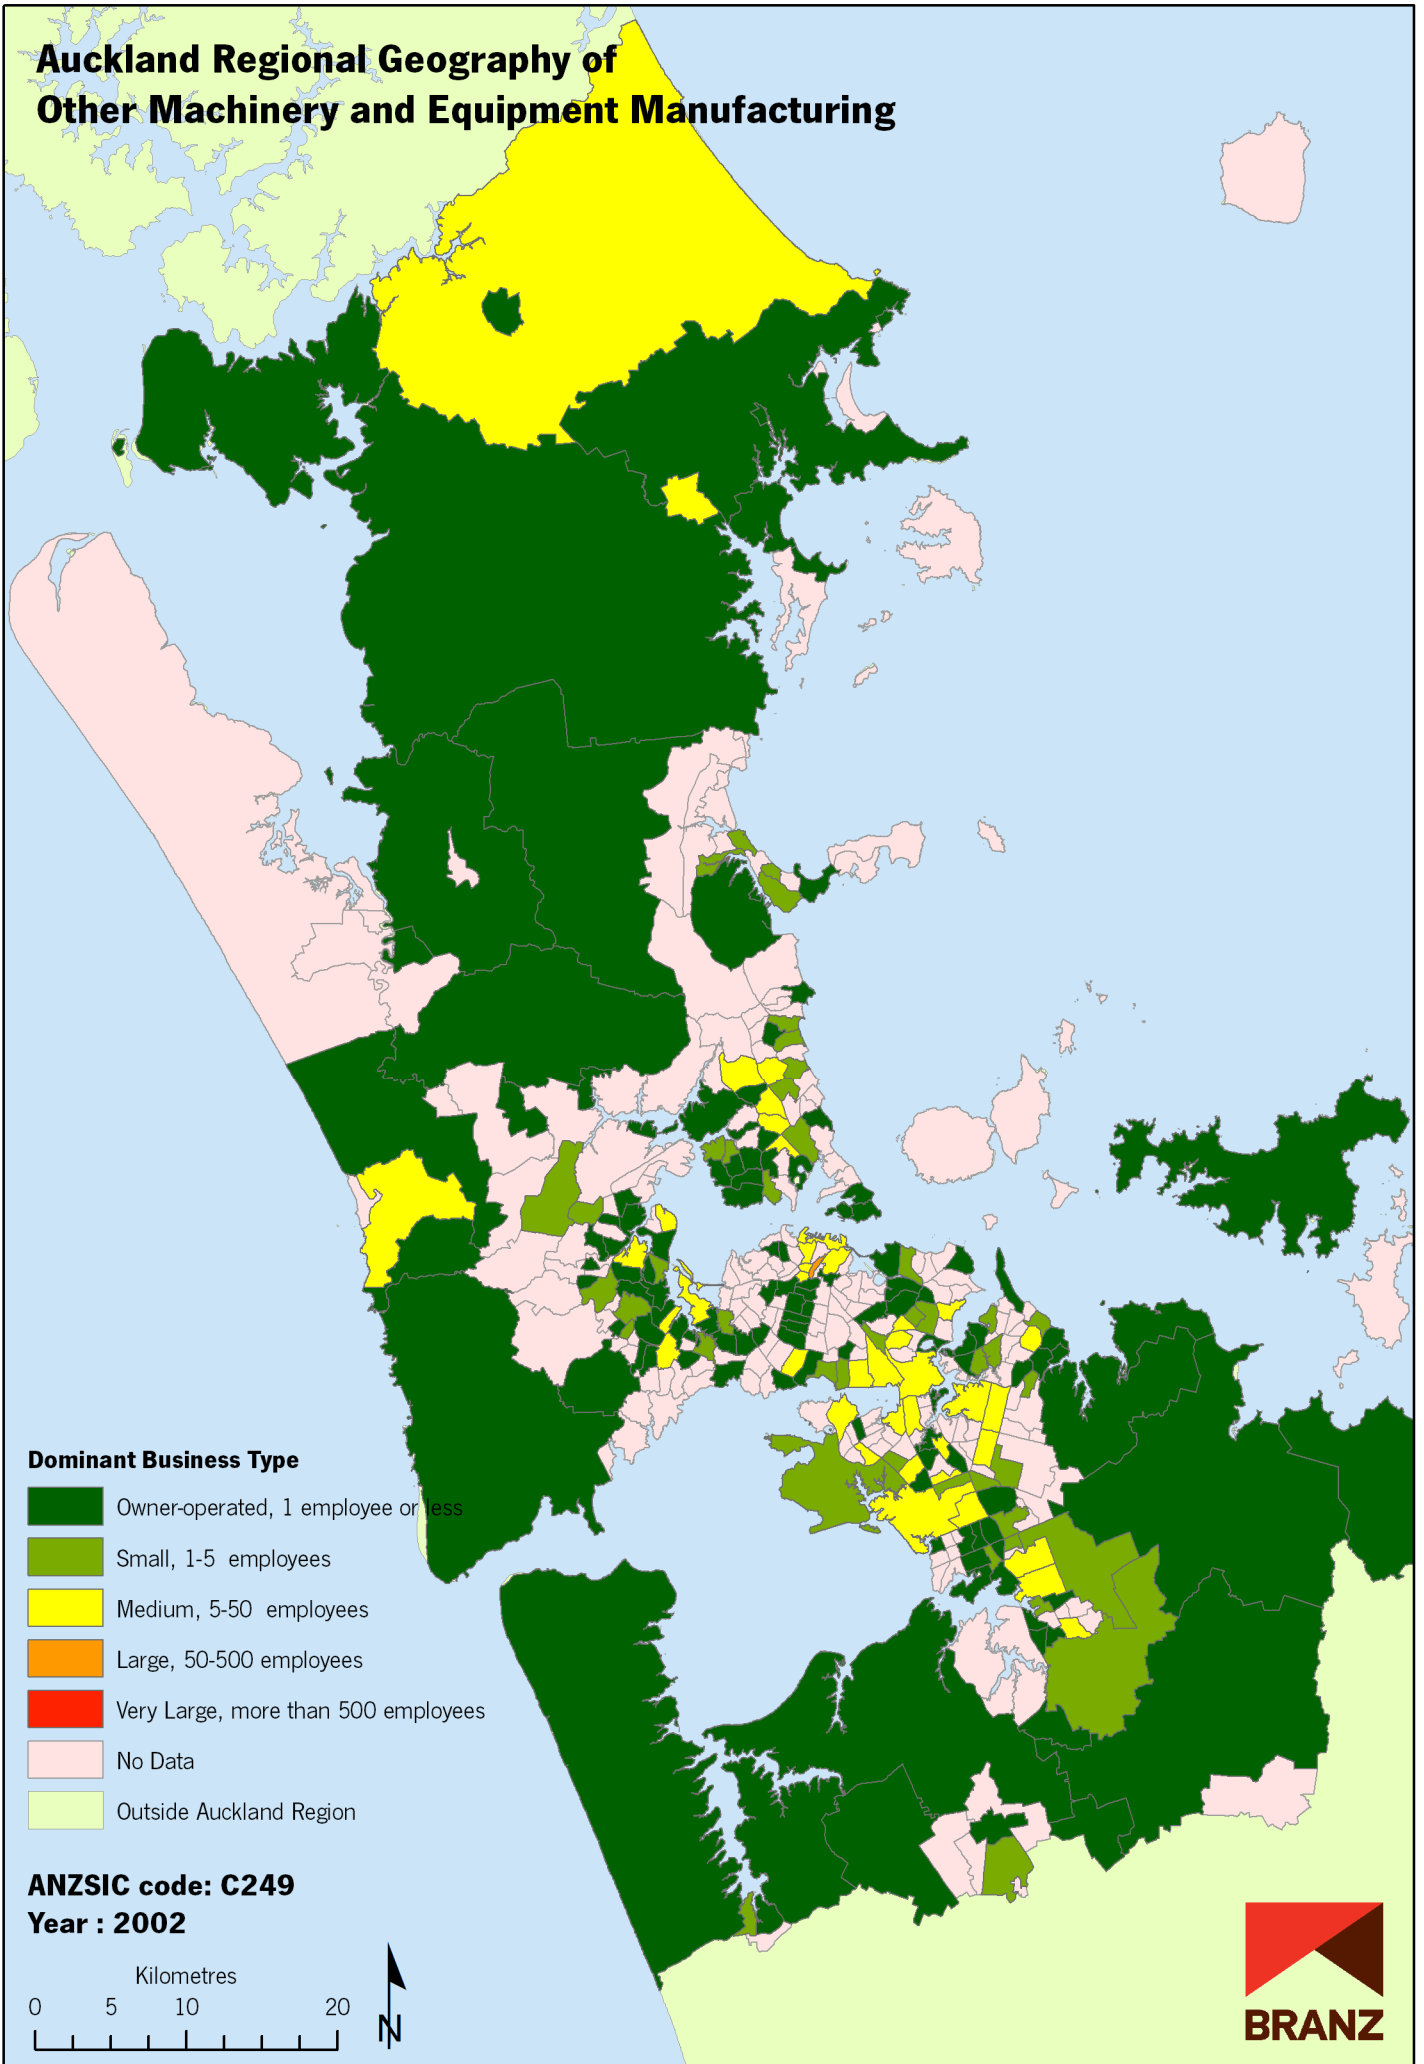 Auckland Regional Geography of
Other Machinery and Equipment Manufacturing
Dominant Business Type
Owner-operated, 1 employee or less
Small, 1-5 employees
Medium, 5-50 employees
Large, 50-500 employees
Very Large, more than 500 employees
No Data
Outside Auckland Region
ANZSIC code: C249
Year : 2002
Kilometres
0 5 10 20
N
BRANZ